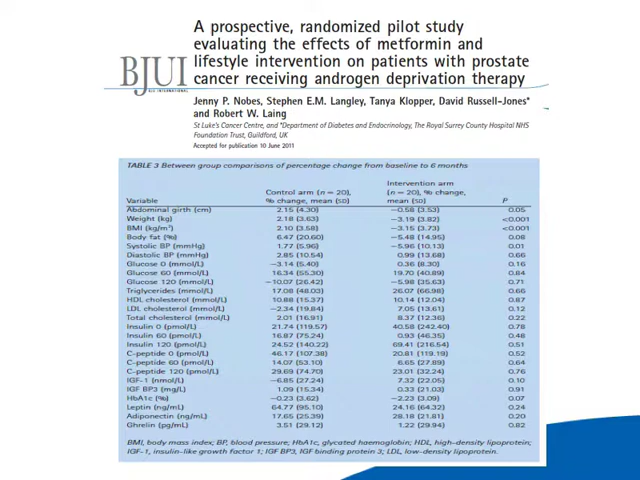 A prospective, randomized pilot study
evaluating the effects of metformin and
lifestyle intervention on patients with prostate
cancer receiving androgen deprivation therapy
BJUI
BJU INTERNATIONAL
Jenny P. Nobes, Stephen E.M. Langley, Tanya Klopper, David Russell-Jones*
and Robert W. Laing
St Luke's Cancer Centre, and *Department of Diabetes and Endocrinology, The Royal Surrey County Hospital NHS
Foundation Trust, Guildford, UK
Accepted for publication 10 June 2011
TABLE 3 Between group comparisons of percentage change from baseline to 6 months
Control arm (n = 20), Intervention arm
(n = 20), % change,
Variable % change, mean (SD) mean (SD) P
Abdominal girth (cm) 2.15 (4.30) −0.58 (3.53) 0.05
Weight (kg) 2.18 (3.63) −3.19 (3.82) <0.001
BMI (kg/m²) 2.10 (3.58) −3.15 (3.73) <0.001
Body fat (%) 6.47 (20.60) −5.48 (14.95) 0.08
Systolic BP (mmHg) 1.77 (5.96) −5.96 (10.13) 0.01
Diastolic BP (mmHg) 2.85 (10.54) 0.99 (13.68) 0.66
Glucose 0 (mmol/L) −3.14 (5.40) 0.36 (8.30) 0.16
Glucose 60 (mmol/L) 16.34 (55.30) 19.70 (40.89) 0.84
Glucose 120 (mmol/L) −10.07 (26.42) −5.98 (35.63) 0.71
Triglycerides (mmol/L) 17.08 (48.03) 26.07 (66.98) 0.66
HDL cholesterol (mmol/L) 10.88 (15.37) 10.14 (12.04) 0.87
LDL cholesterol (mmol/L) −2.34 (19.84) 7.05 (13.61) 0.12
Total cholesterol (mmol/L) 2.01 (16.91) 8.37 (12.36) 0.22
Insulin 0 (pmol/L) 21.74 (119.57) 40.58 (242.40) 0.78
Insulin 60 (pmol/L) 16.87 (75.24) 0.93 (46.35) 0.48
Insulin 120 (pmol/L) 24.52 (140.22) 69.41 (216.54) 0.51
C-peptide 0 (pmol/L) 46.17 (107.38) 20.81 (119.19) 0.52
C-peptide 60 (pmol/L) 14.07 (53.10) 6.65 (27.89) 0.64
C-peptide 120 (pmol/L) 29.69 (74.70) 23.01 (32.24) 0.76
IGF-1 (nmol/L) −6.85 (27.24) 7.32 (22.05) 0.10
IGF BP3 (mg/L) 1.09 (15.34) 0.33 (21.03) 0.91
HbA1c (%) −0.23 (3.62) −2.23 (3.09) 0.07
Leptin (ng/mL) 64.77 (95.10) 24.16 (64.32) 0.24
Adiponectin (ng/mL) 17.65 (25.39) 28.18 (21.81) 0.20
Ghrelin (pg/mL) 3.51 (29.12) 1.22 (29.94) 0.82
BMI, body mass index; BP, blood pressure; HbA1c, glycated haemoglobin; HDL, high-density lipoprotein;
IGF-1, insulin-like growth factor 1; IGF BP3, IGF binding protein 3; LDL, low-density lipoprotein.